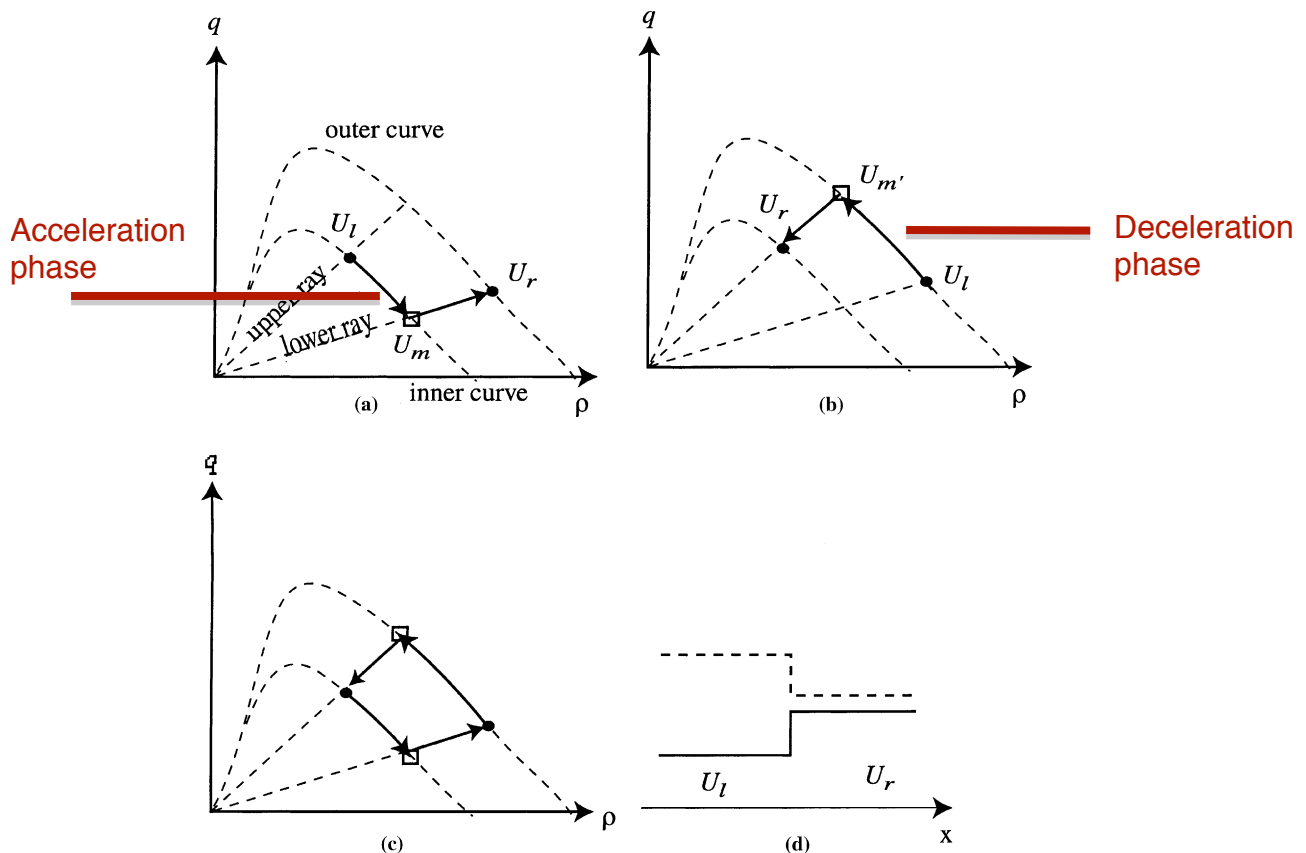 q
outer curve
Acceleration
phase
U_l
U_r
upper ray
lower ray
U_m
inner curve
ρ
(a)
q
U_m'
U_r
Deceleration
phase
U_l
ρ
(b)
q
ρ
(c)
U_l
U_r
x
(d)